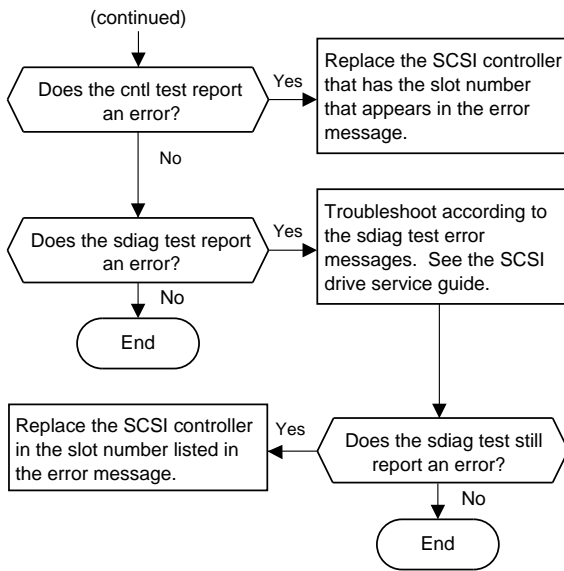 (continued)
Does the cntl test report
an error?
Yes
Replace the SCSI controller
that has the slot number
that appears in the error
message.
No
Does the sdiag test report
an error?
Yes
Troubleshoot according to
the sdiag test error
messages.  See the SCSI
drive service guide.
No
End
Replace the SCSI controller
in the slot number listed in
the error message.
Yes
Does the sdiag test still
report an error?
No
End